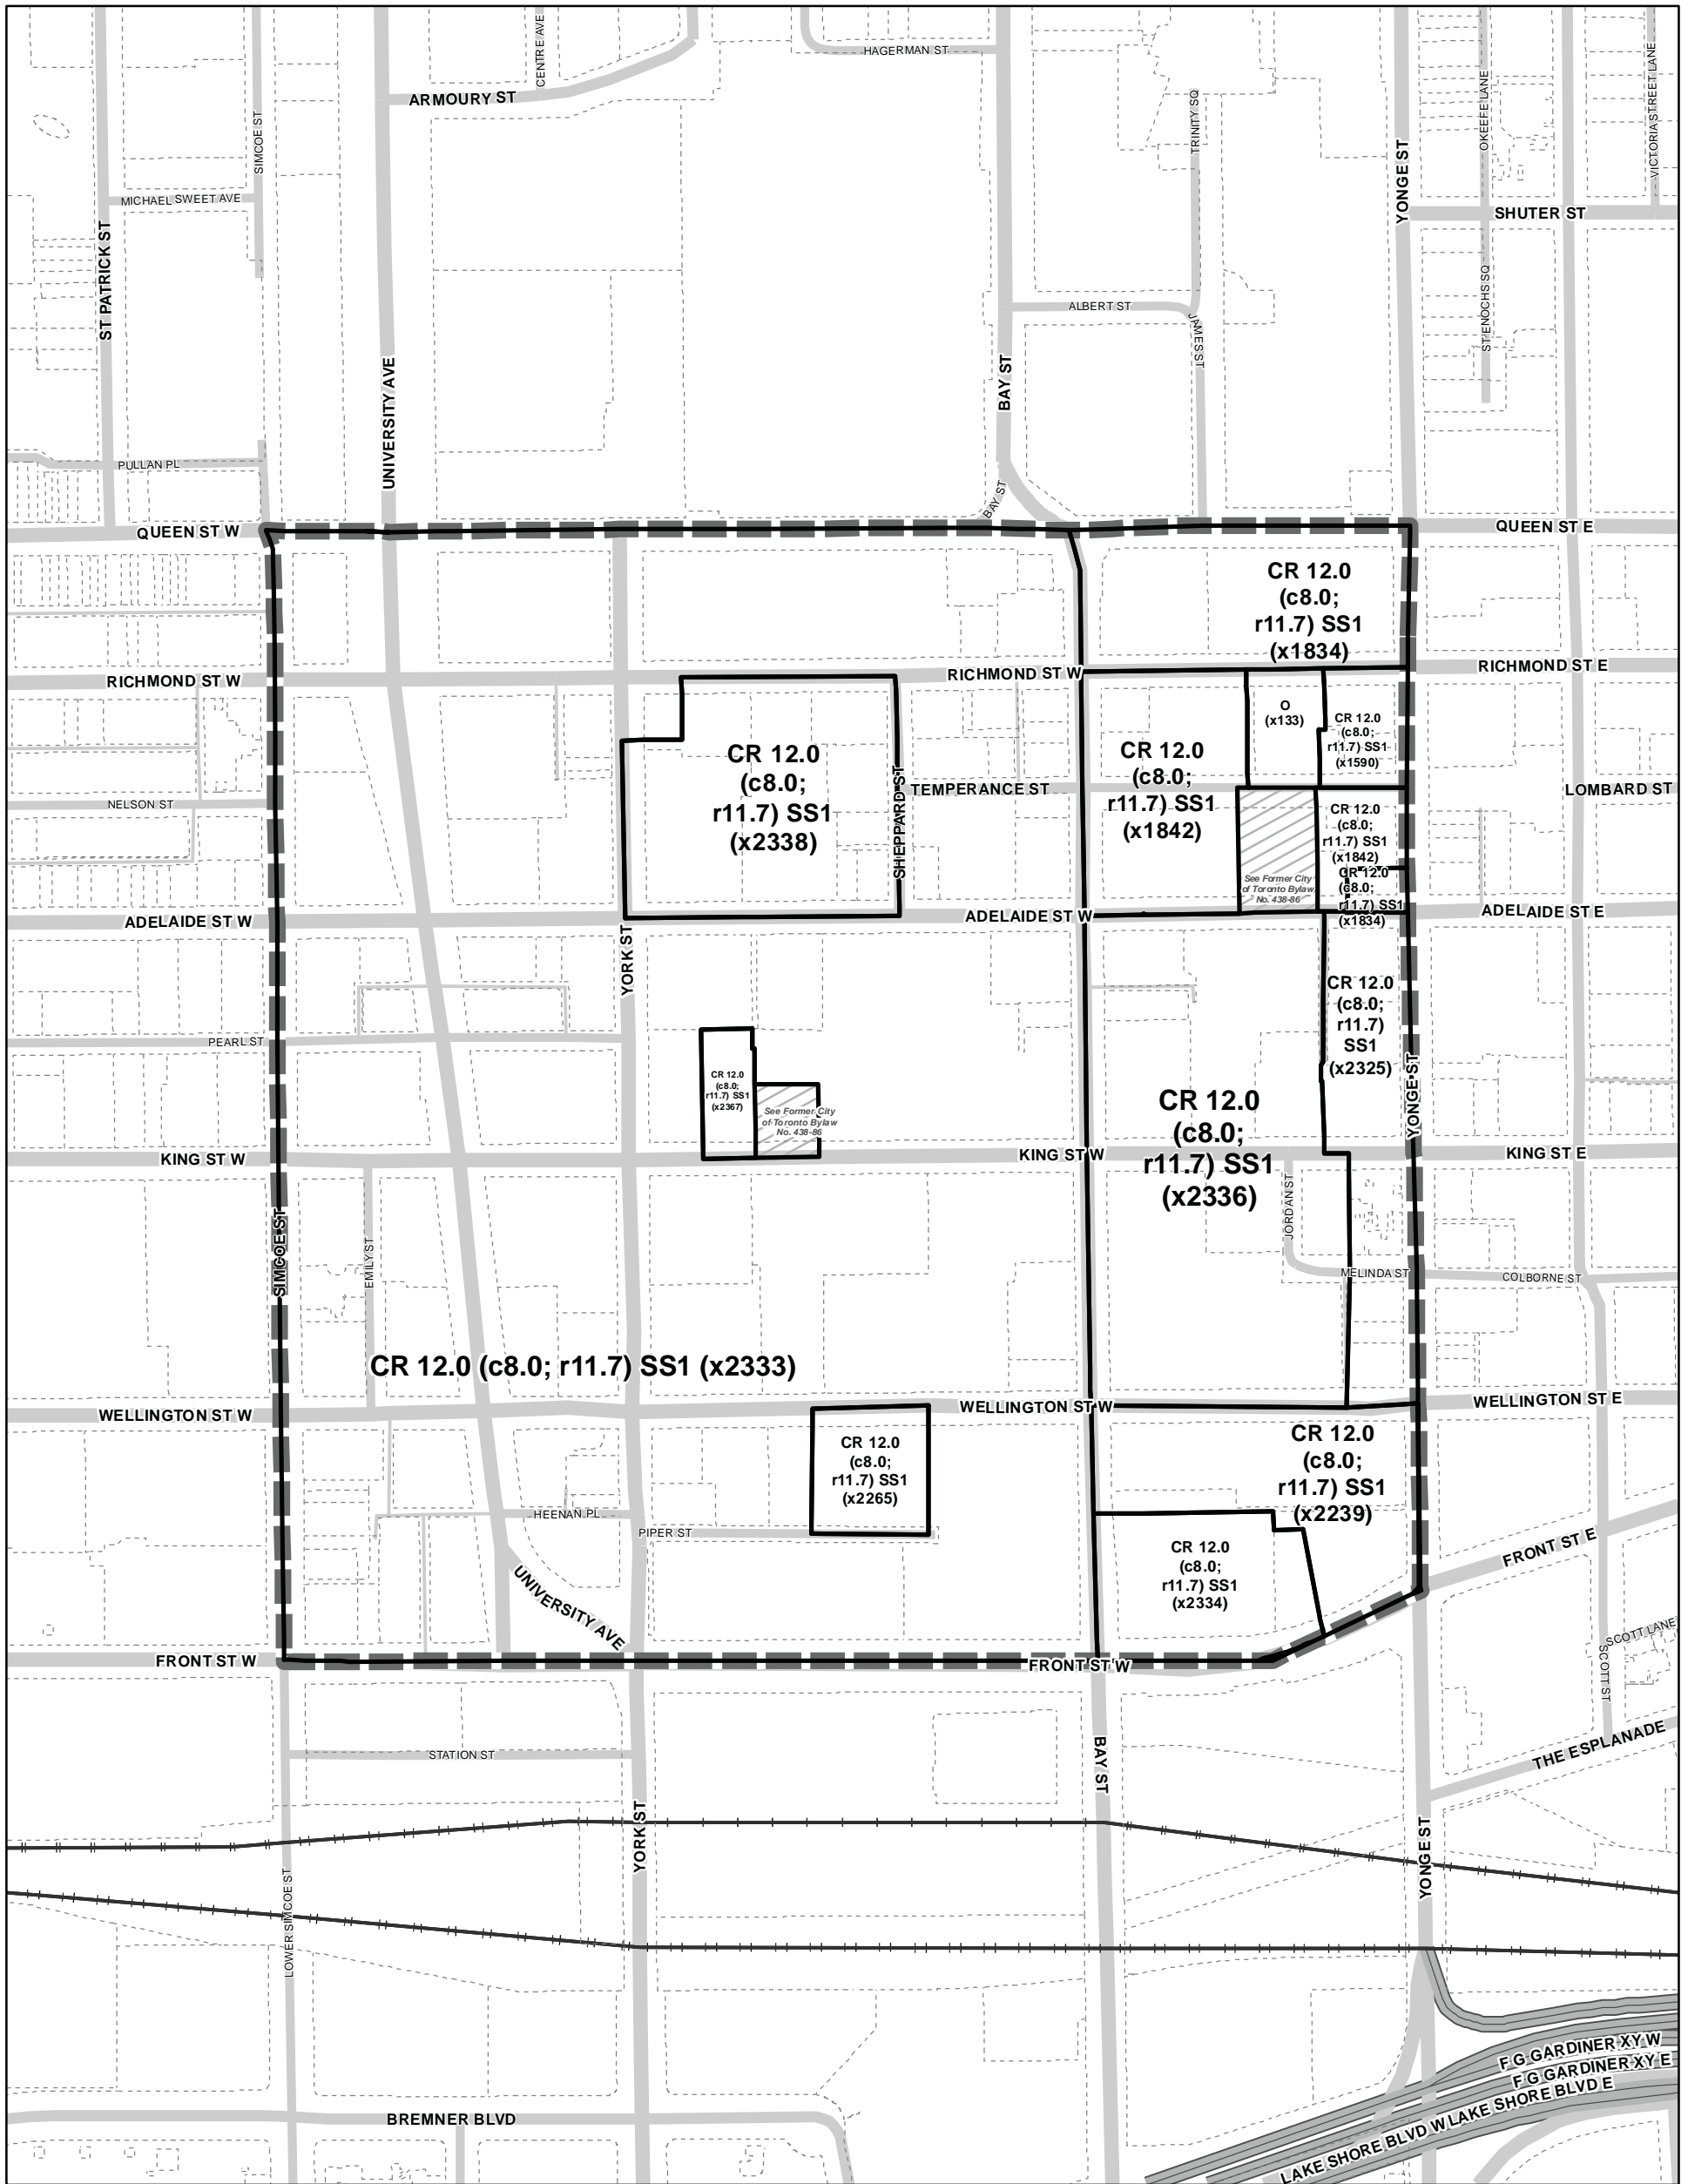 HAGERMAN ST
CENTRE AVE
ARMOURY ST
SIMCOE ST
TRINITY SQ
OKEEFE LANE
VICTORIA STREET LANE
YONGE ST
MICHAEL SWEET AVE
SHUTER ST
ST PATRICK ST
ST ENOCHS SQ
ALBERT ST
JAMES ST
UNIVERSITY AVE
BAY ST
PULLAN PL
BAY ST
QUEEN ST W
QUEEN ST E
CR 12.0
(c8.0;
r11.7) SS1
(x1834)
RICHMOND ST W
RICHMOND ST W
RICHMOND ST E
O
(x133)
CR 12.0
(c8.0;
r11.7) SS1
(x1590)
CR 12.0
(c8.0;
r11.7) SS1
(x2338)
SHEPPARD ST
CR 12.0
(c8.0;
r11.7) SS1
(x1842)
TEMPERANCE ST
LOMBARD ST
NELSON ST
CR 12.0
(c8.0;
r11.7) SS1
(x1842)
See Former City
of Toronto Bylaw
No. 438-86
CR 12.0
(c8.0;
r11.7) SS1
(x1834)
ADELAIDE ST W
ADELAIDE ST W
ADELAIDE ST E
YORK ST
CR 12.0
(c8.0;
r11.7)
SS1
(x2325)
PEARL ST
YONGE ST
CR 12.0
(c8.0;
r11.7) SS1
(x2367)
See Former City
of Toronto Bylaw
No. 438-86
CR 12.0
(c8.0;
r11.7) SS1
(x2336)
KING ST W
KING ST W
KING ST E
JORDAN ST
SIMCOE ST
EMILY ST
MELINDA ST
COLBORNE ST
CR 12.0 (c8.0; r11.7) SS1 (x2333)
WELLINGTON ST W
WELLINGTON ST W
WELLINGTON ST E
CR 12.0
(c8.0;
r11.7) SS1
(x2265)
CR 12.0
(c8.0;
r11.7) SS1
(x2239)
HEENAN PL
PIPER ST
FRONT ST E
CR 12.0
(c8.0;
r11.7) SS1
(x2334)
UNIVERSITY AVE
SCOTT LANE
SCOTT ST
FRONT ST W
FRONT ST W
STATION ST
BAY ST
THE ESPLANADE
YORK ST
YONGE ST
LOWER SIMCOE ST
F G GARDINER XY W
F G GARDINER XY E
LAKE SHORE BLVD W LAKE SHORE BLVD E
BREMNER BLVD